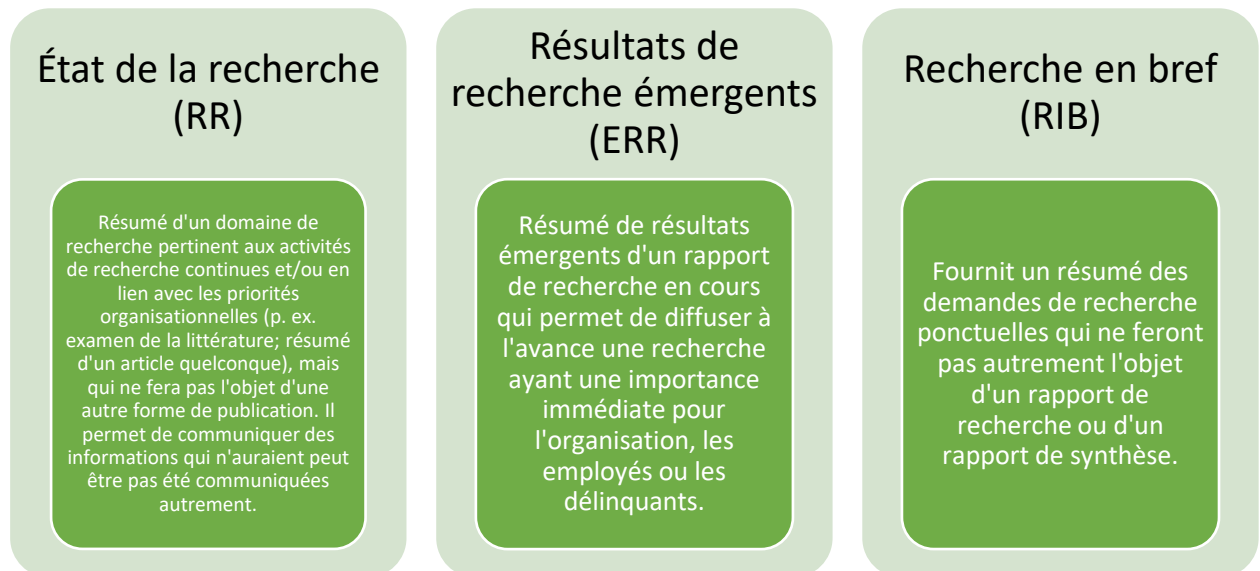 État de la recherche
(RR)
Résumé d'un domaine de
recherche pertinent aux activités
de recherche continues et/ou en
lien avec les priorités
organisationnelles (p. ex.
examen de la littérature; résumé
d'un article quelconque), mais
qui ne fera pas l'objet d'une
autre forme de publication. Il
permet de communiquer des
informations qui n'auraient peut
être pas été communiquées
autrement.
Résultats de
recherche émergents
(ERR)
Résumé de résultats
émergents d'un rapport
de recherche en cours
qui permet de diffuser à
l'avance une recherche
ayant une importance
immédiate pour
l'organisation, les
employés ou les
délinquants.
Recherche en bref
(RIB)
Fournit un résumé des
demandes de recherche
ponctuelles qui ne feront
pas autrement l'objet
d'un rapport de
recherche ou d'un
rapport de synthèse.